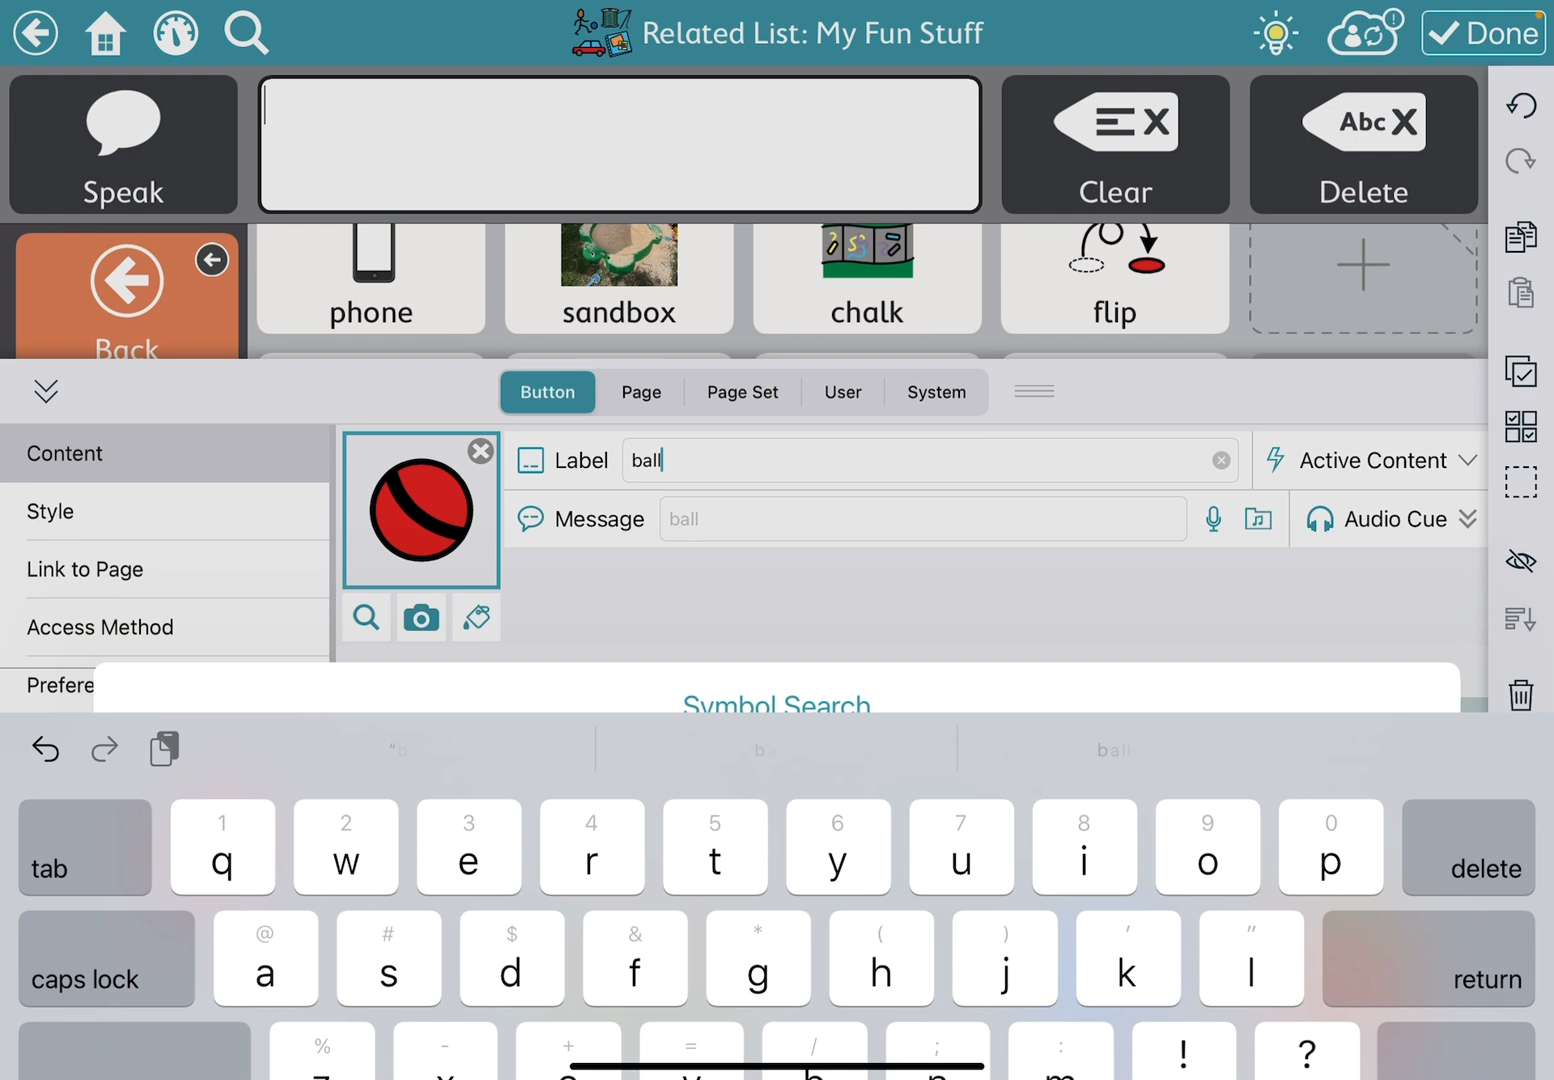 Related List: My Fun Stuff
Done
Speak
Clear
Abc X
Delete
Back
phone
sandbox
chalk
flip
Button
Page
Page Set
User
System
Content
Style
Link to Page
Access Method
Prefere
Label
ball
Active Content
Message
ball
Audio Cue
Symbol Search
"b
b
ball
tab
1 2 3 4 5 6 7 8 9 0
q w e r t y u i o p
delete
caps lock
@ # $ & * ( ) ' "
a s d f g h j k l
return
% - + = / ; : ! ?